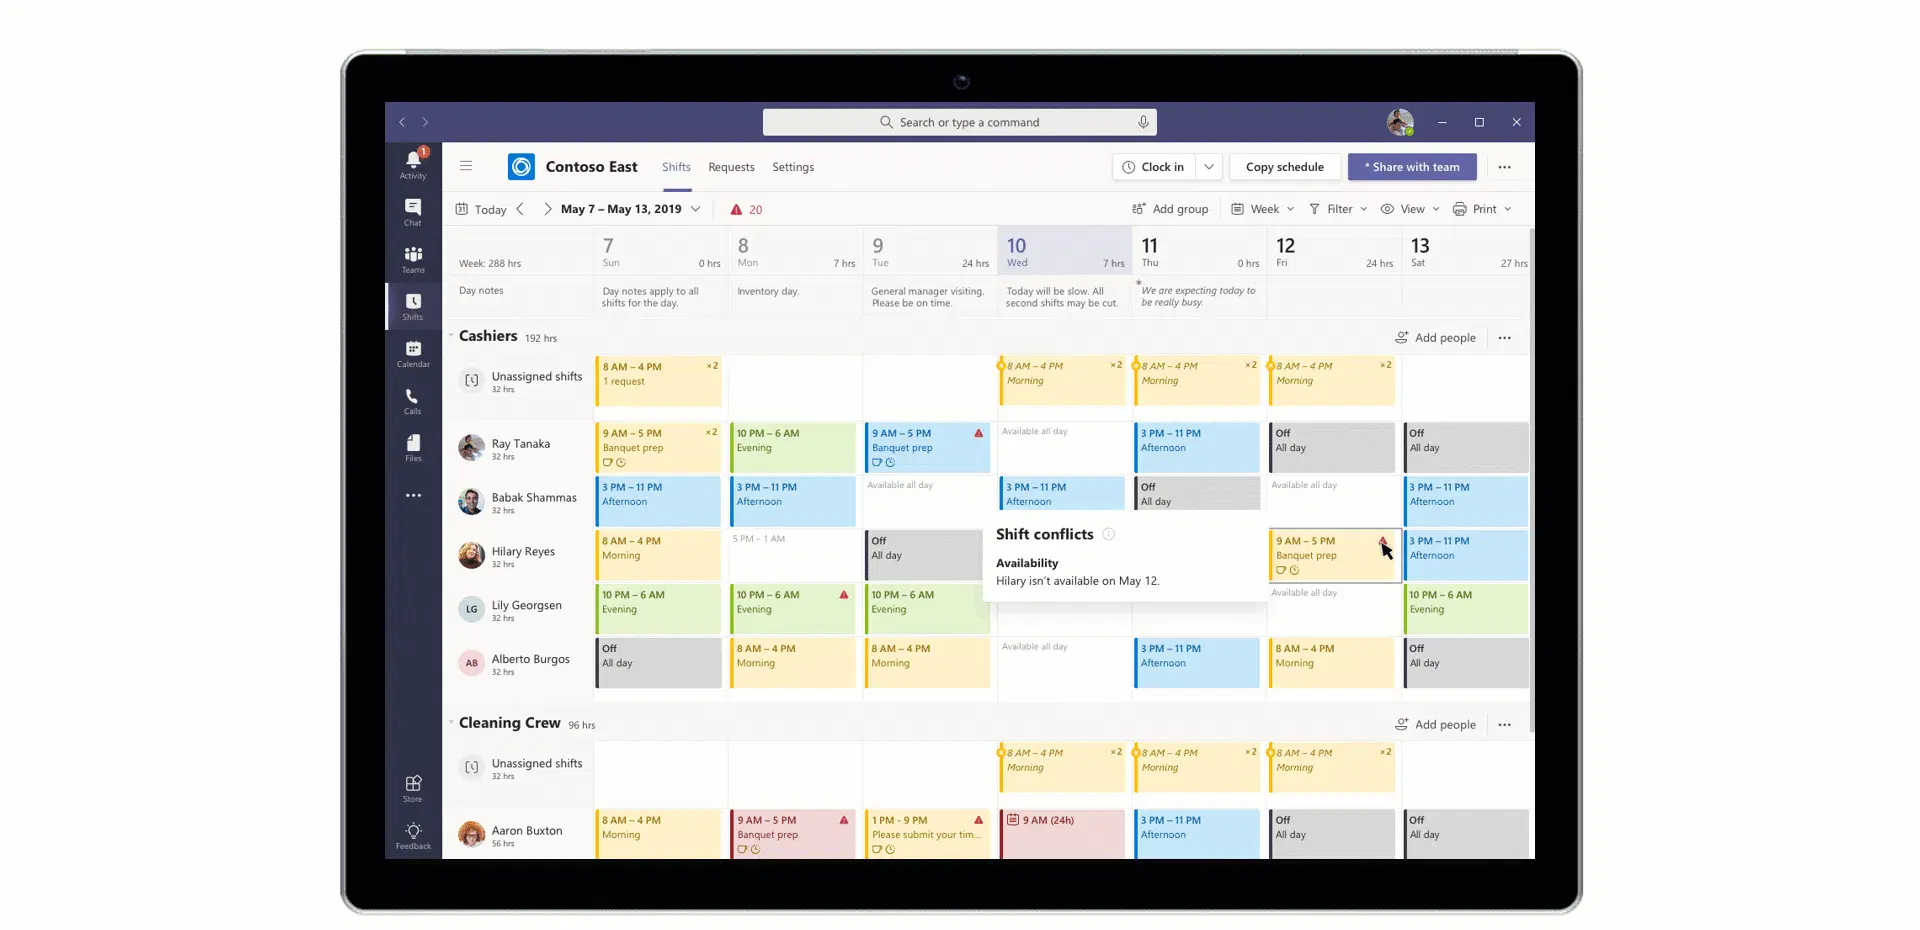 Search or type a command
1
Activity
Chat
Teams
Shifts
Calendar
Calls
Files
Store
Feedback
Contoso East Shifts Requests Settings Clock in Copy schedule * Share with team
Today May 7 – May 13, 2019 20 Add group Week Filter View Print
7 8 9 10 11 12 13
Week: 288 hrs Sun 0 hrs Mon 7 hrs Tue 24 hrs Wed 7 hrs Thu 0 hrs Fri 24 hrs Sat 27 hrs
Day notes
Day notes apply to all
shifts for the day.
Inventory day.
General manager visiting.
Please be on time.
Today will be slow. All
second shifts may be cut.
* We are expecting today to
be really busy.
Cashiers 192 hrs Add people
Unassigned shifts
32 hrs
8 AM – 4 PM ×2
1 request
8 AM – 4 PM ×2
Morning
8 AM – 4 PM ×2
Morning
8 AM – 4 PM ×2
Morning
Ray Tanaka
32 hrs
9 AM – 5 PM ×2
Banquet prep
10 PM – 6 AM
Evening
9 AM – 5 PM
Banquet prep
Available all day
3 PM – 11 PM
Afternoon
Off
All day
Off
All day
Babak Shammas
32 hrs
3 PM – 11 PM
Afternoon
3 PM – 11 PM
Afternoon
Available all day
3 PM – 11 PM
Afternoon
Off
All day
Available all day
3 PM – 11 PM
Afternoon
Hilary Reyes
32 hrs
8 AM – 4 PM
Morning
5 PM – 1 AM
Off
All day
Shift conflicts
Availability
Hilary isn't available on May 12.
9 AM – 5 PM
Banquet prep
3 PM – 11 PM
Afternoon
LG
Lily Georgsen
32 hrs
10 PM – 6 AM
Evening
10 PM – 6 AM
Evening
10 PM – 6 AM
Evening
Available all day
10 PM – 6 AM
Evening
AB
Alberto Burgos
32 hrs
Off
All day
8 AM – 4 PM
Morning
8 AM – 4 PM
Morning
Available all day
3 PM – 11 PM
Afternoon
8 AM – 4 PM
Morning
Off
All day
Cleaning Crew 96 hrs Add people
Unassigned shifts
32 hrs
8 AM – 4 PM ×2
Morning
8 AM – 4 PM ×2
Morning
8 AM – 4 PM ×2
Morning
Aaron Buxton
56 hrs
8 AM – 4 PM
Morning
9 AM – 5 PM
Banquet prep
1 PM - 9 PM
Please submit your tim...
9 AM (24h)
3 PM – 11 PM
Afternoon
Off
All day
Off
All day